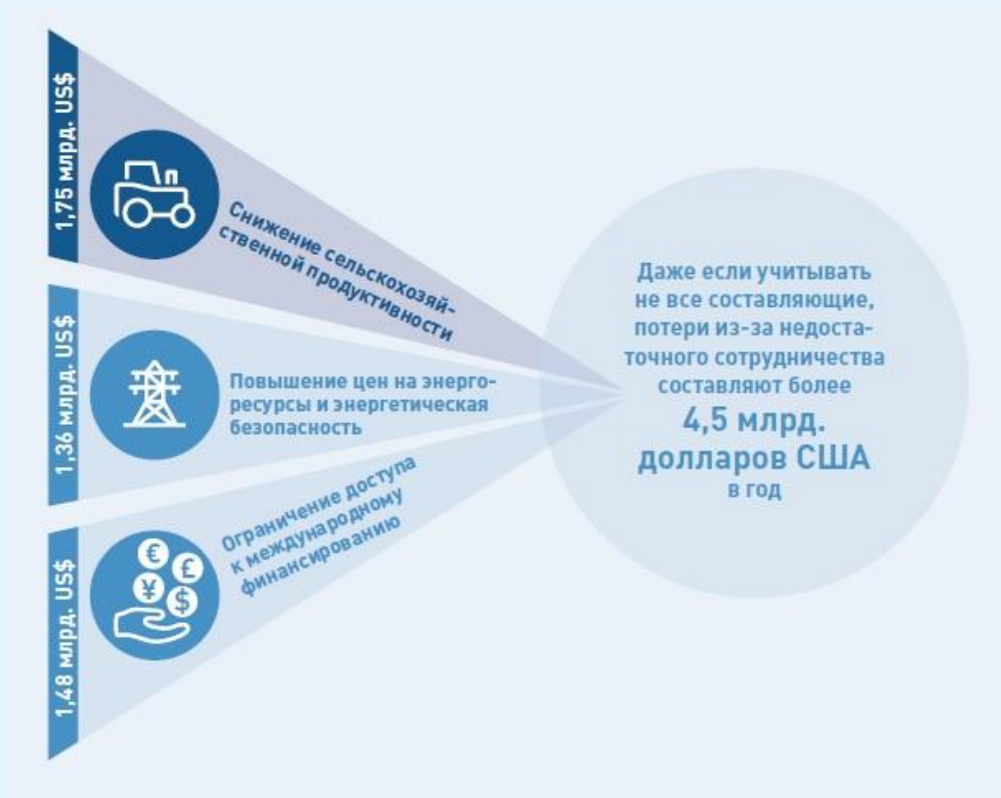 1,75 млрд. US$
Снижение сельскохозяй-
ственной продуктивности
1,36 млрд. US$
Повышение цен на энерго-
ресурсы и энергетическая
безопасность
1,48 млрд. US$
Ограничение доступа
к международному
финансированию
€
£
¥
$
Даже если учитывать
не все составляющие,
потери из-за недоста-
точного сотрудничества
составляют более
4,5 млрд.
долларов США
в год